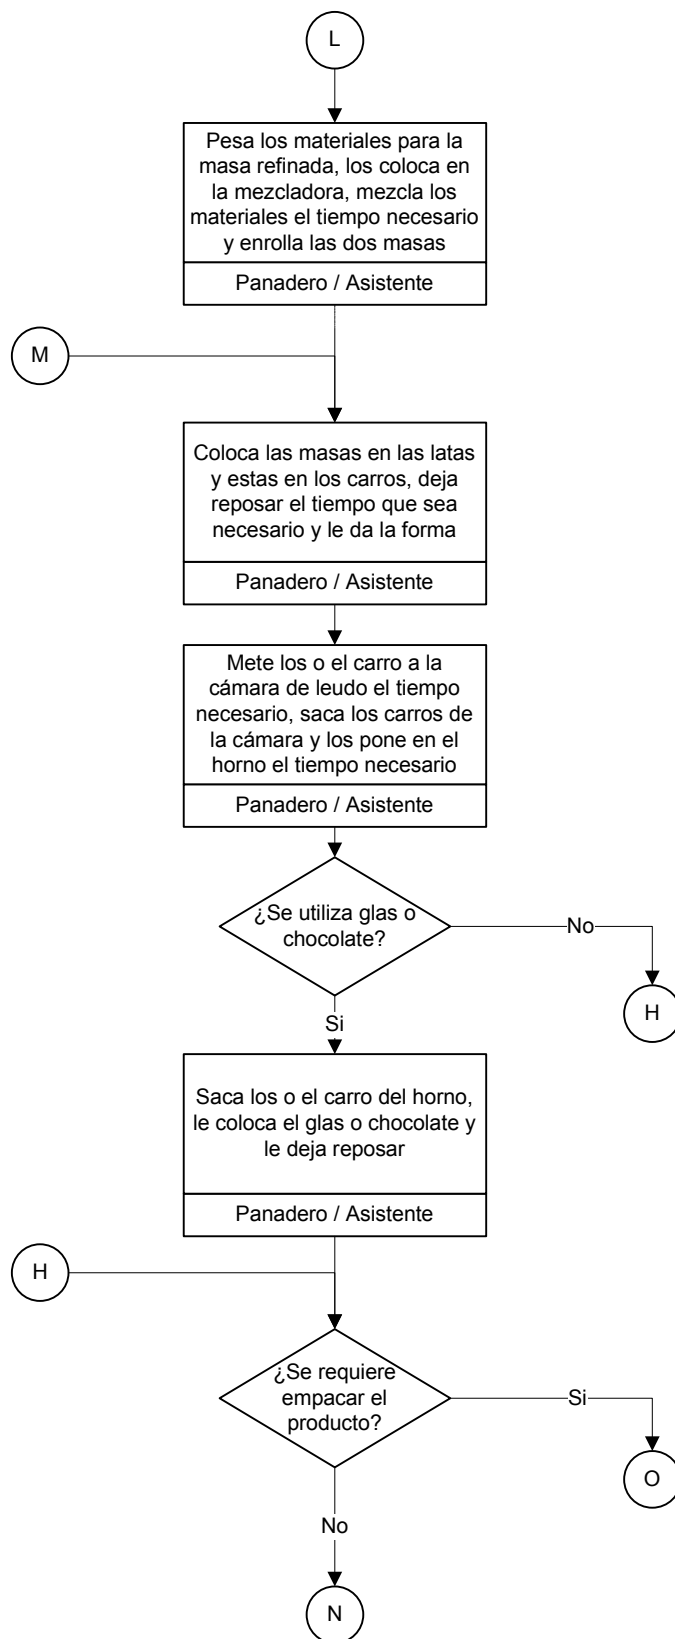 L
Pesa los materiales para la
masa refinada, los coloca en
la mezcladora, mezcla los
materiales el tiempo necesario
y enrolla las dos masas
Panadero / Asistente
M
Coloca las masas en las latas
y estas en los carros, deja
reposar el tiempo que sea
necesario y le da la forma
Panadero / Asistente
Mete los o el carro a la
cámara de leudo el tiempo
necesario, saca los carros de
la cámara y los pone en el
horno el tiempo necesario
Panadero / Asistente
¿Se utiliza glas o
chocolate?
No
H
Si
Saca los o el carro del horno,
le coloca el glas o chocolate y
le deja reposar
Panadero / Asistente
H
¿Se requiere
empacar el
producto?
Si
O
No
N